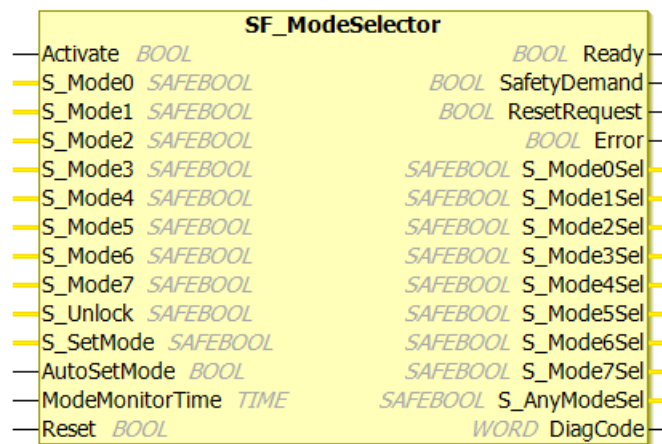 SF_ModeSelector
Activate BOOL BOOL Ready
S_Mode0 SAFEBOOL BOOL SafetyDemand
S_Mode1 SAFEBOOL BOOL ResetRequest
S_Mode2 SAFEBOOL BOOL Error
S_Mode3 SAFEBOOL SAFEBOOL S_Mode0Sel
S_Mode4 SAFEBOOL SAFEBOOL S_Mode1Sel
S_Mode5 SAFEBOOL SAFEBOOL S_Mode2Sel
S_Mode6 SAFEBOOL SAFEBOOL S_Mode3Sel
S_Mode7 SAFEBOOL SAFEBOOL S_Mode4Sel
S_Unlock SAFEBOOL SAFEBOOL S_Mode5Sel
S_SetMode SAFEBOOL SAFEBOOL S_Mode6Sel
AutoSetMode BOOL SAFEBOOL S_Mode7Sel
ModeMonitorTime TIME SAFEBOOL S_AnyModeSel
Reset BOOL WORD DiagCode